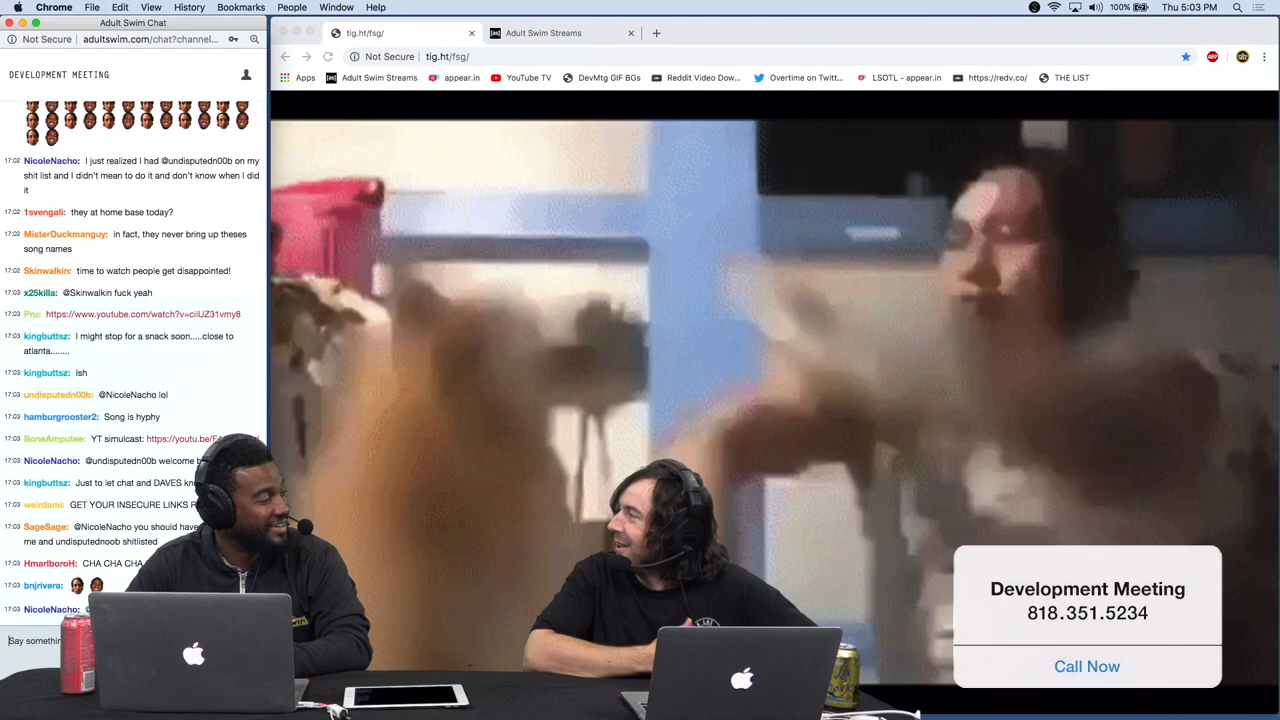 Chrome File Edit View History Bookmarks People Window Help
100% Thu 5:03 PM
Adult Swim Chat
Not Secure adultswim.com/chat?channel...
DEVELOPMENT MEETING
17:02 NicoleNacho: I just realized I had @undisputedn00b on my
shit list and I didn't mean to do it and don't know when I did
it
17:02 1svengali: they at home base today?
17:02 MisterDuckmanguy: in fact, they never bring up theses
song names
17:02 Skinwalkin: time to watch people get disappointed!
17:03 x25killa: @Skinwalkin fuck yeah
17:03 Pru: https://www.youtube.com/watch?v=ciiUZ31vmy8
17:03 kingbuttsz: I might stop for a snack soon.....close to
atlanta........
17:03 kingbuttsz: Ish
17:03 undisputedn00b: @NicoleNacho lol
17:03 hamburgrooster2: Song is hyphy
17:03 BoneAmputee: YT simulcast: https://youtu.be/
17:03 NicoleNacho: @undisputedn00b welcome
17:03 kingbuttsz: Just to let chat and DAVES
17:03 weirdami: GET YOUR INSECURE LINKS
17:03 SageSage: @NicoleNacho you should have
me and undisputednoob shitlisted
17:03 HmarlboroH: CHA CHA CHA
17:03 bnjrivera:
17:03 NicoleNacho:
Say
tig.ht/fsg/
Adult Swim Streams
Not Secure tig.ht/fsg/
Apps Adult Swim Streams appear.in YouTube TV DevMtg GIF BGs Reddit Video Dow... Overtime on Twitt... LSOTL - appear.in https://redv.co/ THE LIST
Development Meeting
818.351.5234
Call Now